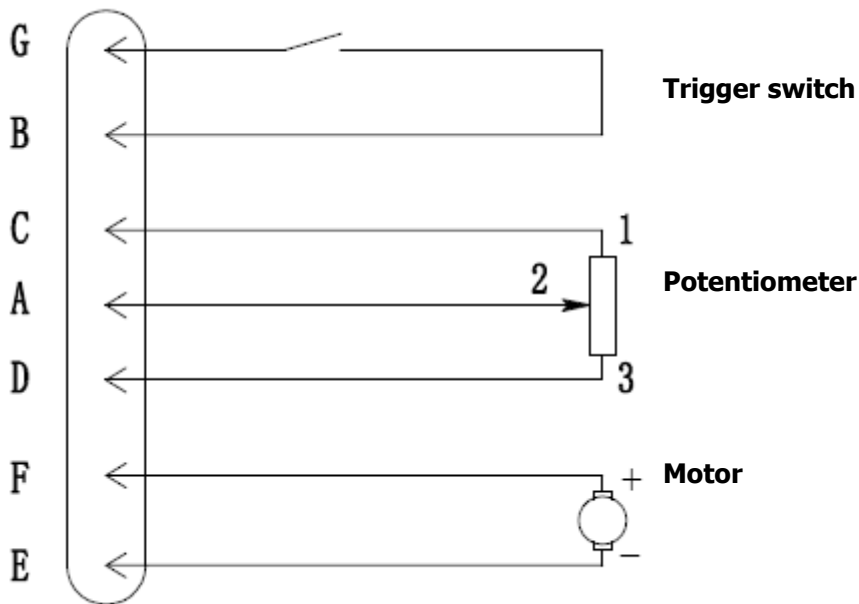 G
Trigger switch
B
C
1
A
2
Potentiometer
D
3
F
+
Motor
E
−